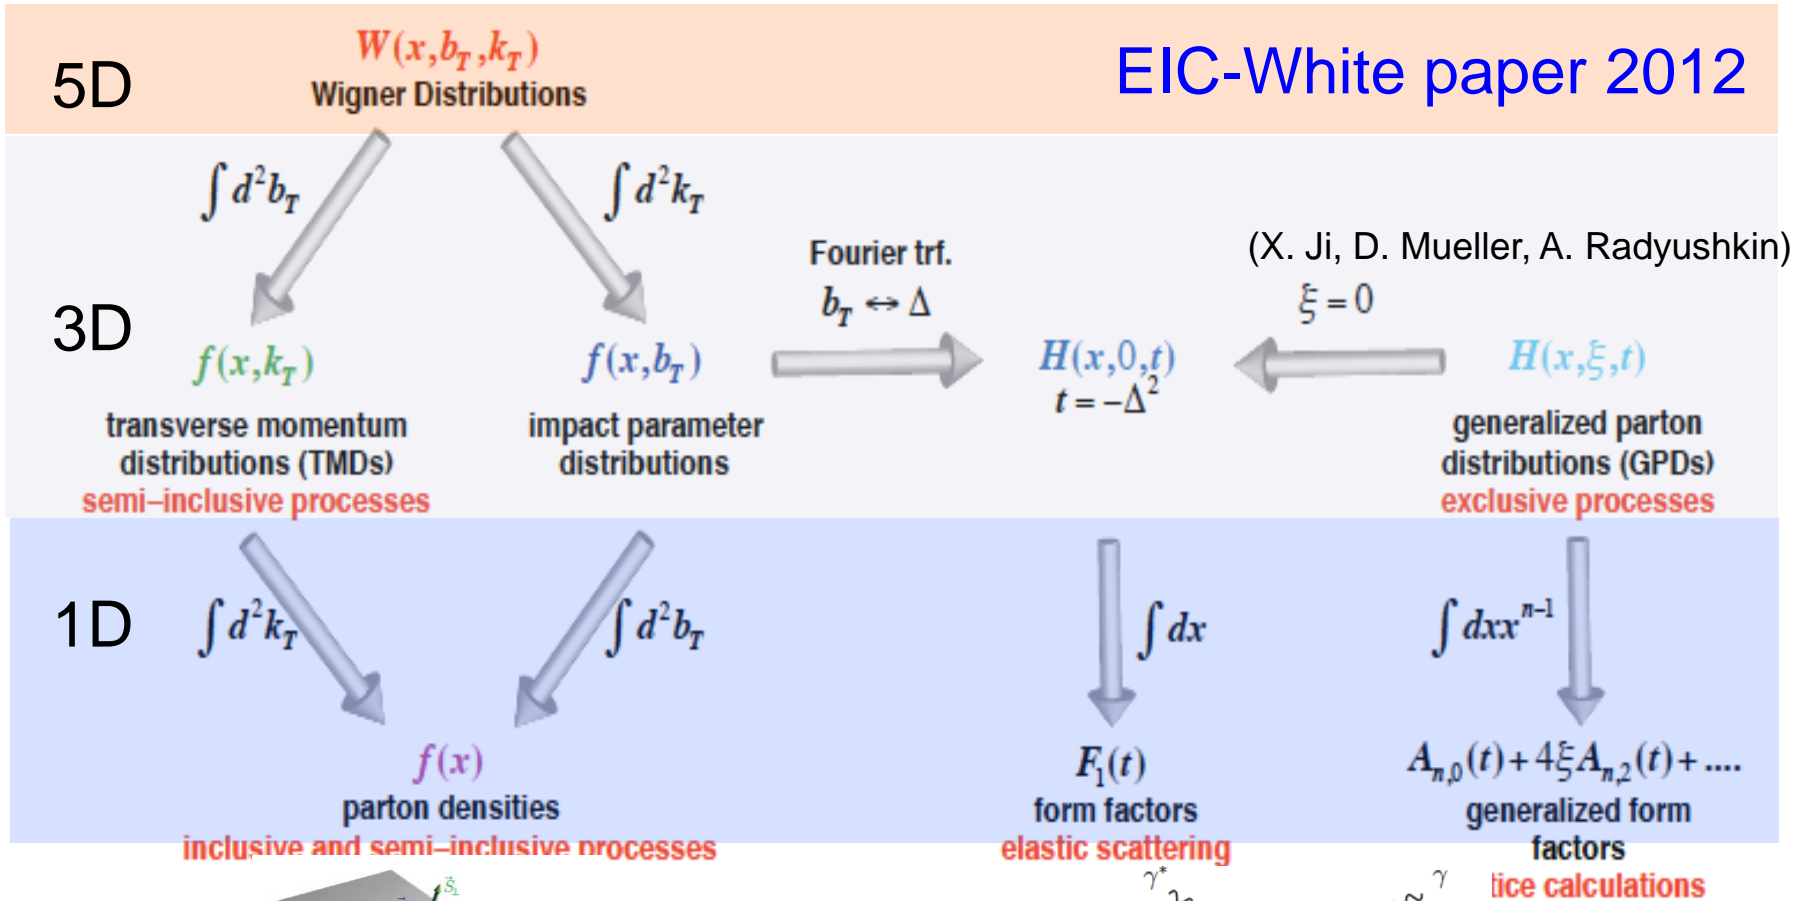 5D
W(x,b_T,k_T)
Wigner Distributions
EIC-White paper 2012
∫d²b_T
∫d²k_T
3D
Fourier trf.
b_T ↔ Δ
(X. Ji, D. Mueller, A. Radyushkin)
ξ = 0
f(x,k_T)
transverse momentum
distributions (TMDs)
semi–inclusive processes
f(x,b_T)
impact parameter
distributions
H(x,0,t)
t = −Δ²
H(x,ξ,t)
generalized parton
distributions (GPDs)
exclusive processes
1D
∫d²k_T
∫d²b_T
∫dx
∫dxx^{n–1}
f(x)
parton densities
inclusive and semi–inclusive processes
F₁(t)
form factors
elastic scattering
A_{n,0}(t) + 4ξA_{n,2}(t) + ....
generalized form
factors
tice calculations
S⃗_⊥
γ*
γ